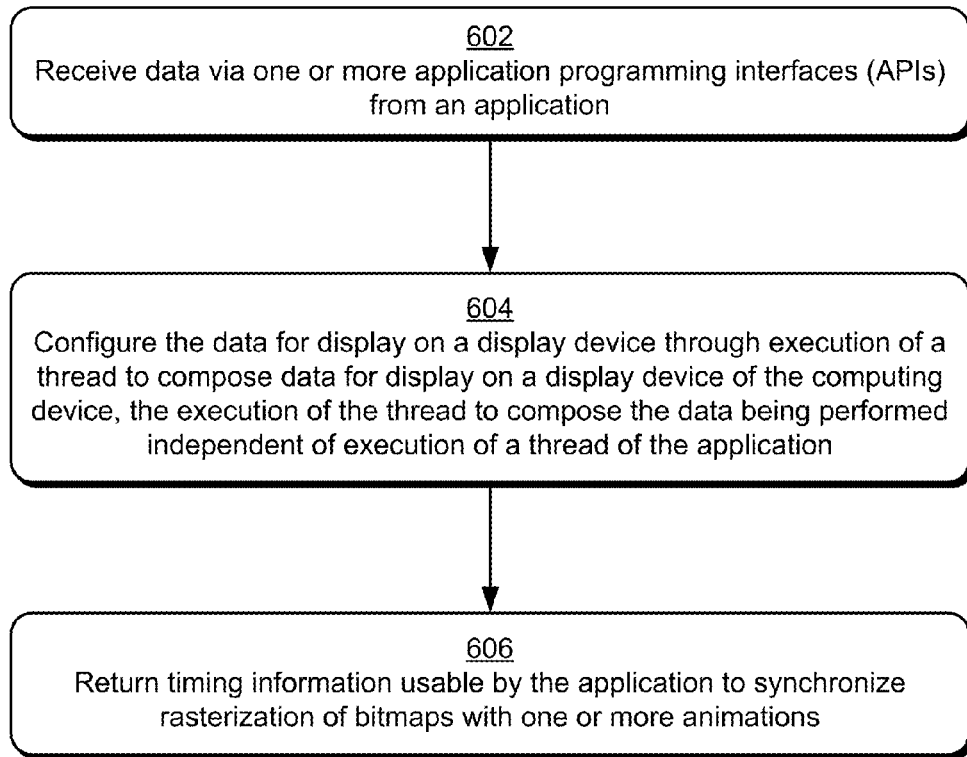 602
Receive data via one or more application programming interfaces (APIs)
from an application
604
Configure the data for display on a display device through execution of a
thread to compose data for display on a display device of the computing
device, the execution of the thread to compose the data being performed
independent of execution of a thread of the application
606
Return timing information usable by the application to synchronize
rasterization of bitmaps with one or more animations